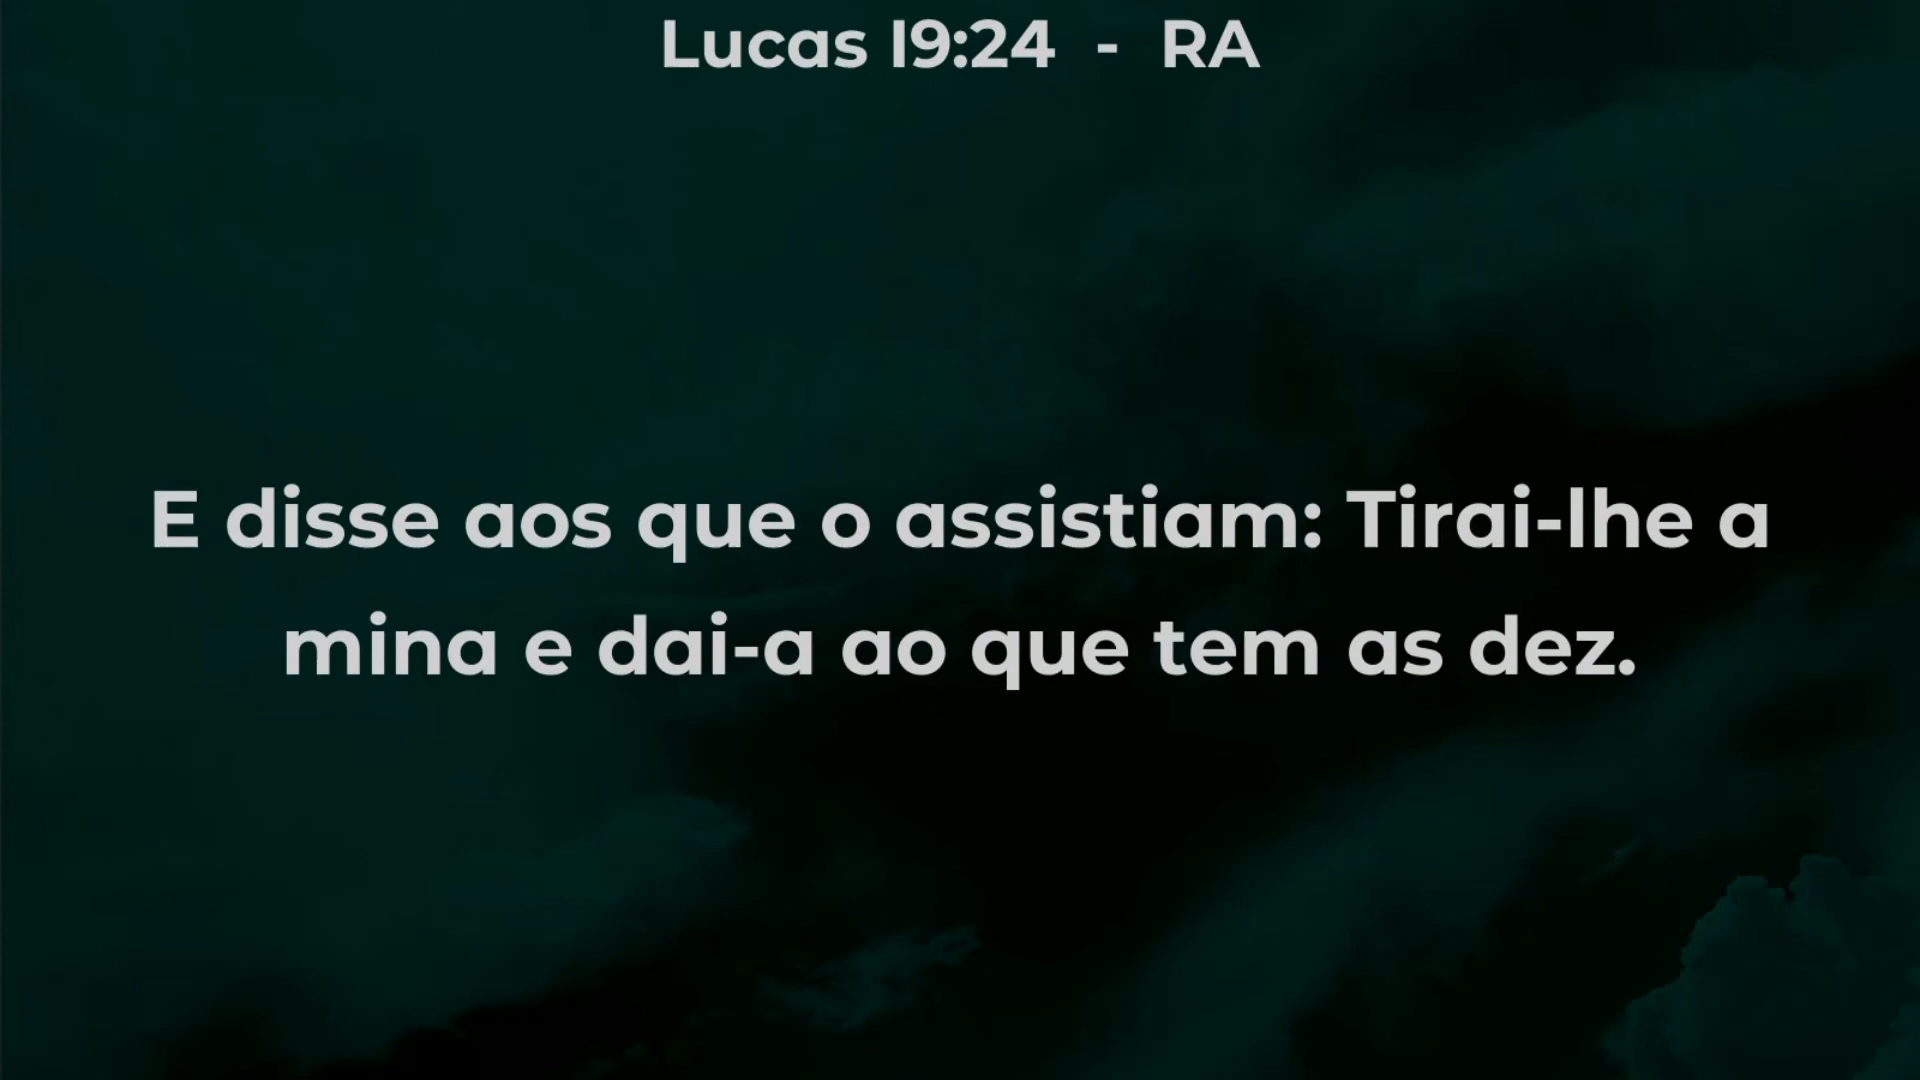 Lucas 19:24 - RA
E disse aos que o assistiam: Tirai-lhe a
mina e dai-a ao que tem as dez.